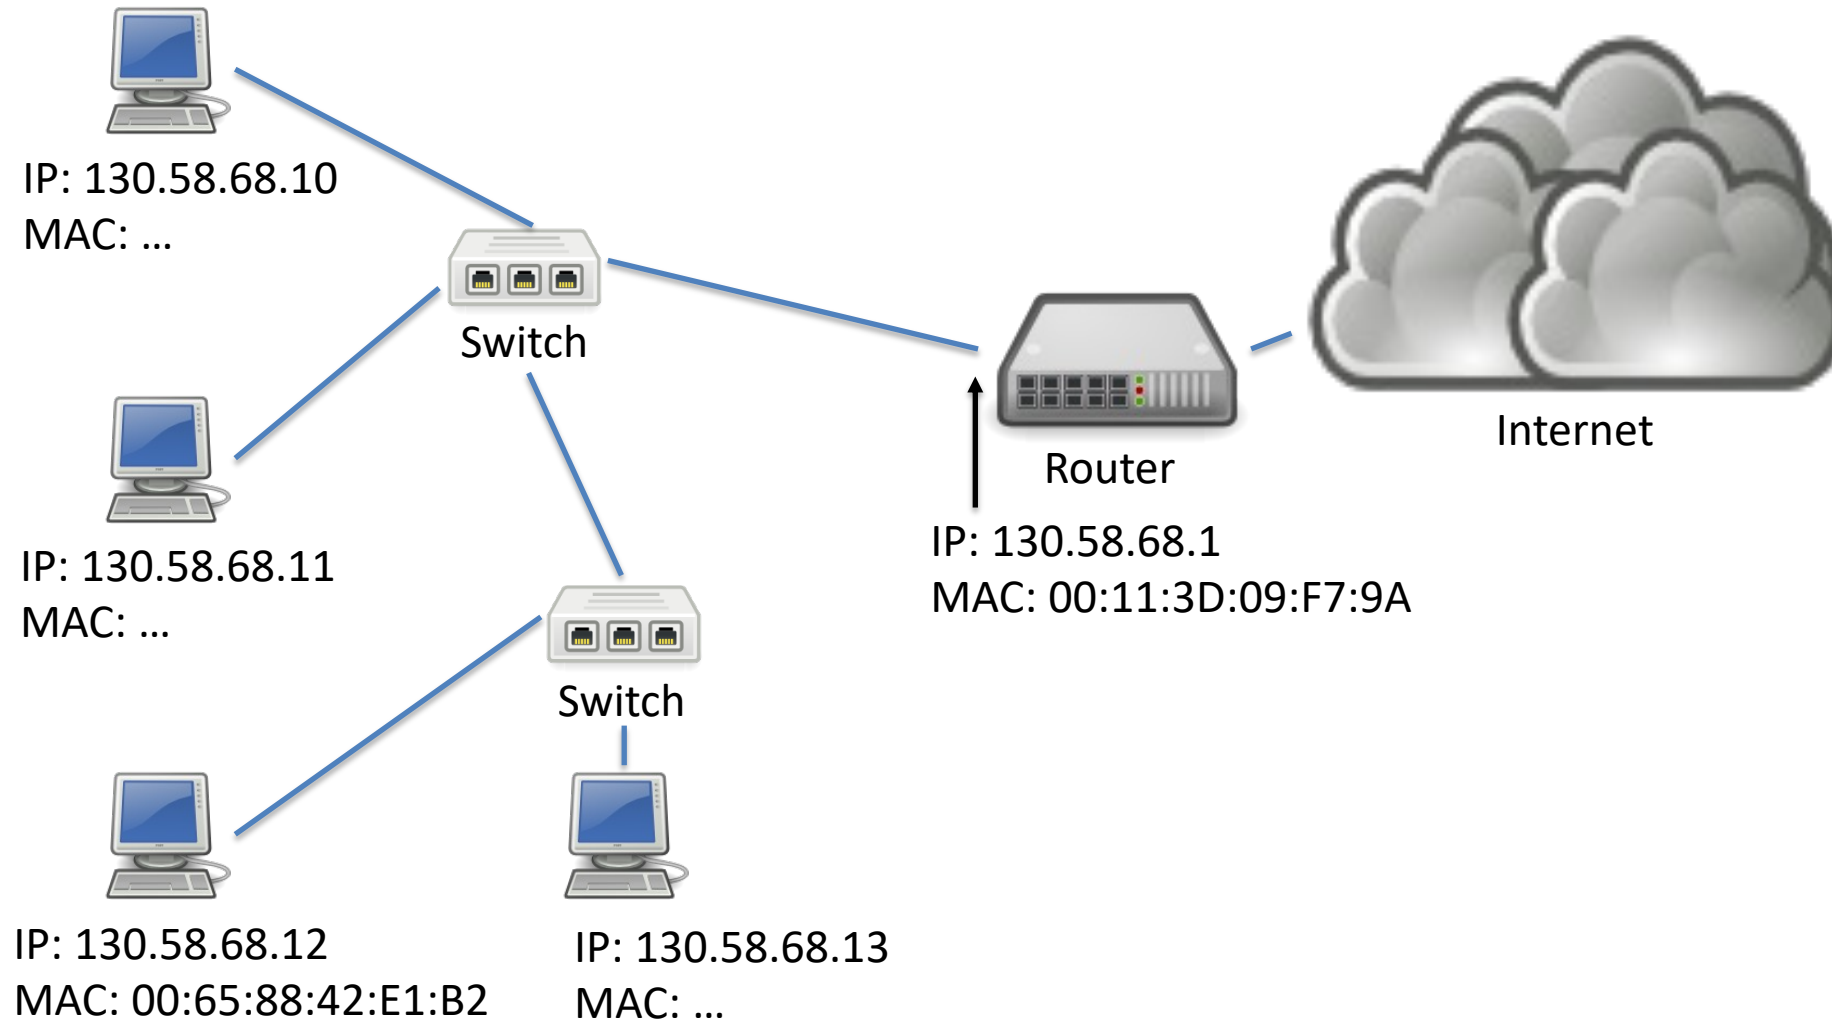 IP: 130.58.68.10
MAC: …
Switch
Internet
Router
IP: 130.58.68.1
MAC: 00:11:3D:09:F7:9A
IP: 130.58.68.11
MAC: …
Switch
IP: 130.58.68.12
MAC: 00:65:88:42:E1:B2
IP: 130.58.68.13
MAC: …